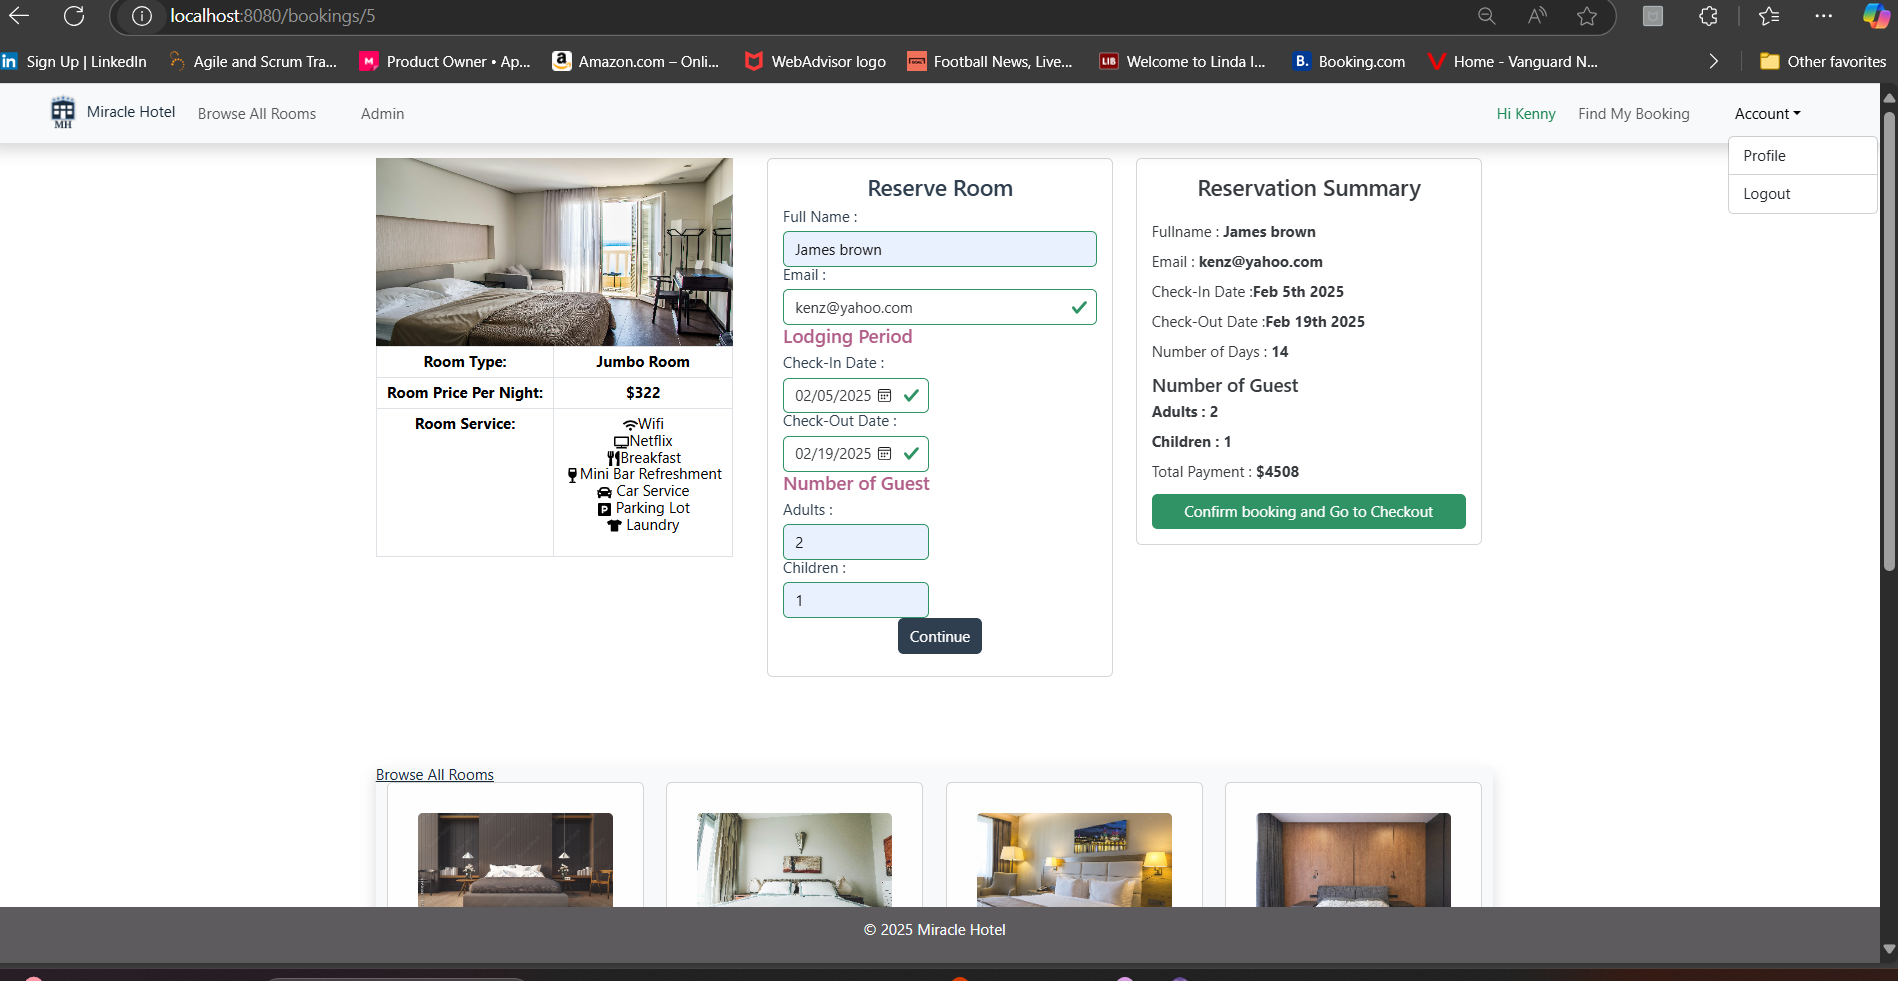 localhost:8080/bookings/5
Sign Up | LinkedIn
Agile and Scrum Tra...
Product Owner • Ap...
Amazon.com – Onli...
WebAdvisor logo
Football News, Live...
Welcome to Linda I...
Booking.com
Home - Vanguard N...
Other favorites
MH
Miracle Hotel
Browse All Rooms
Admin
Hi Kenny
Find My Booking
Account
Profile
Logout
Room Type: Jumbo Room
Room Price Per Night: $322
Room Service: Wifi
Netflix
Breakfast
Mini Bar Refreshment
Car Service
Parking Lot
Laundry
Reserve Room
Full Name :
James brown
Email :
kenz@yahoo.com
Lodging Period
Check-In Date :
02/05/2025
Check-Out Date :
02/19/2025
Number of Guest
Adults :
2
Children :
1
Continue
Reservation Summary
Fullname : James brown
Email : kenz@yahoo.com
Check-In Date :Feb 5th 2025
Check-Out Date :Feb 19th 2025
Number of Days : 14
Number of Guest
Adults : 2
Children : 1
Total Payment : $4508
Confirm booking and Go to Checkout
Browse All Rooms
© 2025 Miracle Hotel